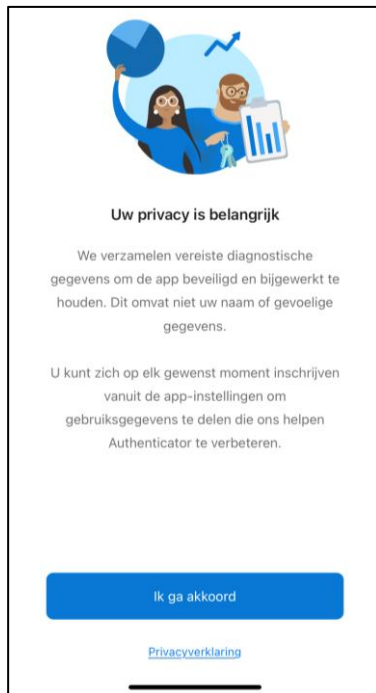 Uw privacy is belangrijk
We verzamelen vereiste diagnostische
gegevens om de app beveiligd en bijgewerkt te
houden. Dit omvat niet uw naam of gevoelige
gegevens.
U kunt zich op elk gewenst moment inschrijven
vanuit de app-instellingen om
gebruiksgegevens te delen die ons helpen
Authenticator te verbeteren.
Ik ga akkoord
Privacyverklaring